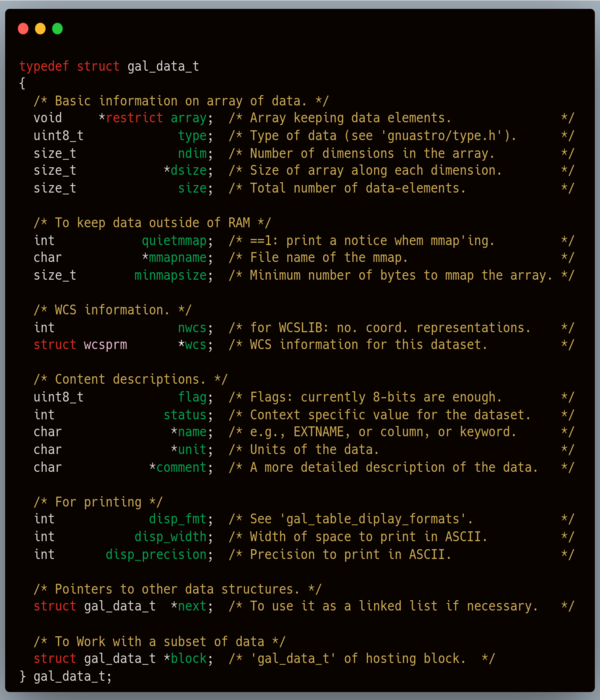 typedef struct gal_data_t
{
  /* Basic information on array of data. */
  void     *restrict array;  /* Array keeping data elements.               */
  uint8_t             type;  /* Type of data (see 'gnuastro/type.h').      */
  size_t              ndim;  /* Number of dimensions in the array.         */
  size_t            *dsize;  /* Size of array along each dimension.        */
  size_t              size;  /* Total number of data-elements.             */

  /* To keep data outside of RAM */
  int            quietmmap;  /* ==1: print a notice whem mmap'ing.         */
  char           *mmapname;  /* File name of the mmap.                     */
  size_t        minmapsize;  /* Minimum number of bytes to mmap the array. */

  /* WCS information. */
  int                 nwcs;  /* for WCSLIB: no. coord. representations.    */
  struct wcsprm       *wcs;  /* WCS information for this dataset.          */

  /* Content descriptions. */
  uint8_t             flag;  /* Flags: currently 8-bits are enough.        */
  int               status;  /* Context specific value for the dataset.    */
  char               *name;  /* e.g., EXTNAME, or column, or keyword.      */
  char               *unit;  /* Units of the data.                         */
  char            *comment;  /* A more detailed description of the data.   */

  /* For printing */
  int             disp_fmt;  /* See 'gal_table_diplay_formats'.            */
  int           disp_width;  /* Width of space to print in ASCII.          */
  int       disp_precision;  /* Precision to print in ASCII.               */

  /* Pointers to other data structures. */
  struct gal_data_t  *next;  /* To use it as a linked list if necessary.   */

  /* To Work with a subset of data */
  struct gal_data_t *block;  /* 'gal_data_t' of hosting block.  */
} gal_data_t;